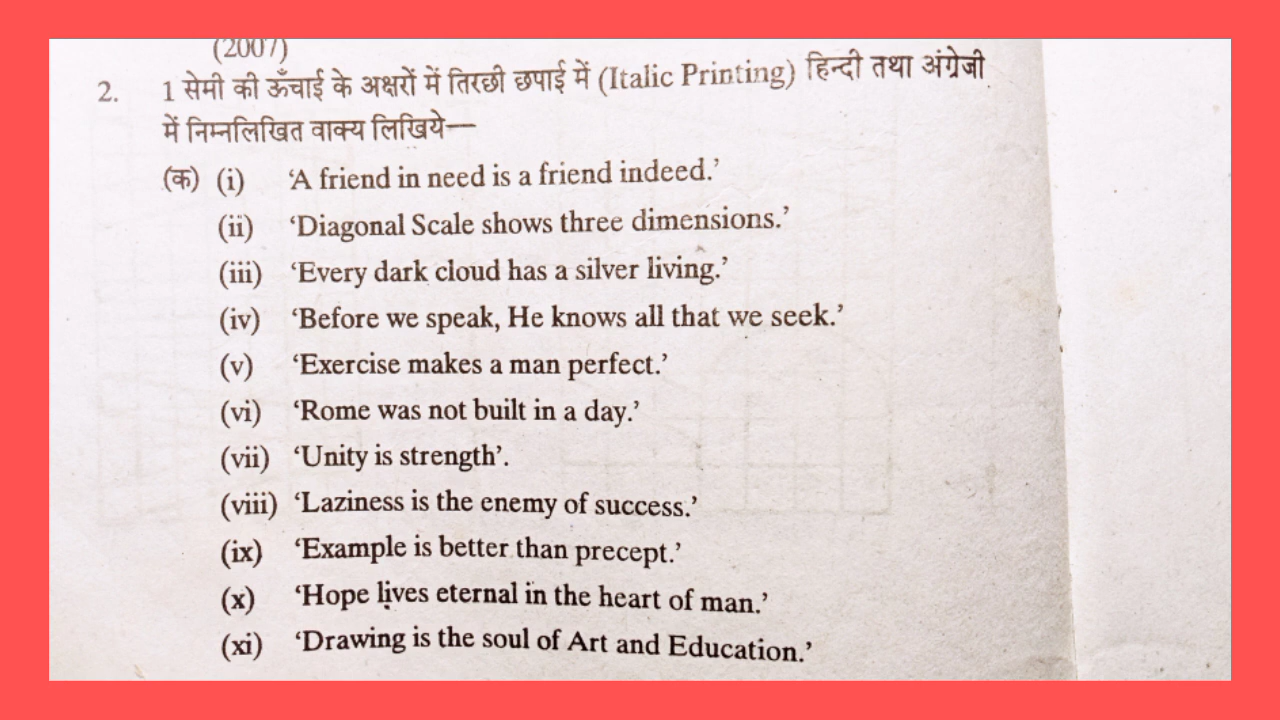 (2007)
2. 1 सेमी की ऊँचाई के अक्षरों में तिरछी छपाई में (Italic Printing) हिन्दी तथा अंग्रेजी
में निम्नलिखित वाक्य लिखिये—
(क) (i) ‘A friend in need is a friend indeed.’
(ii) ‘Diagonal Scale shows three dimensions.’
(iii) ‘Every dark cloud has a silver living.’
(iv) ‘Before we speak, He knows all that we seek.’
(v) ‘Exercise makes a man perfect.’
(vi) ‘Rome was not built in a day.’
(vii) ‘Unity is strength’.
(viii) ‘Laziness is the enemy of success.’
(ix) ‘Example is better than precept.’
(x) ‘Hope lives eternal in the heart of man.’
(xi) ‘Drawing is the soul of Art and Education.’